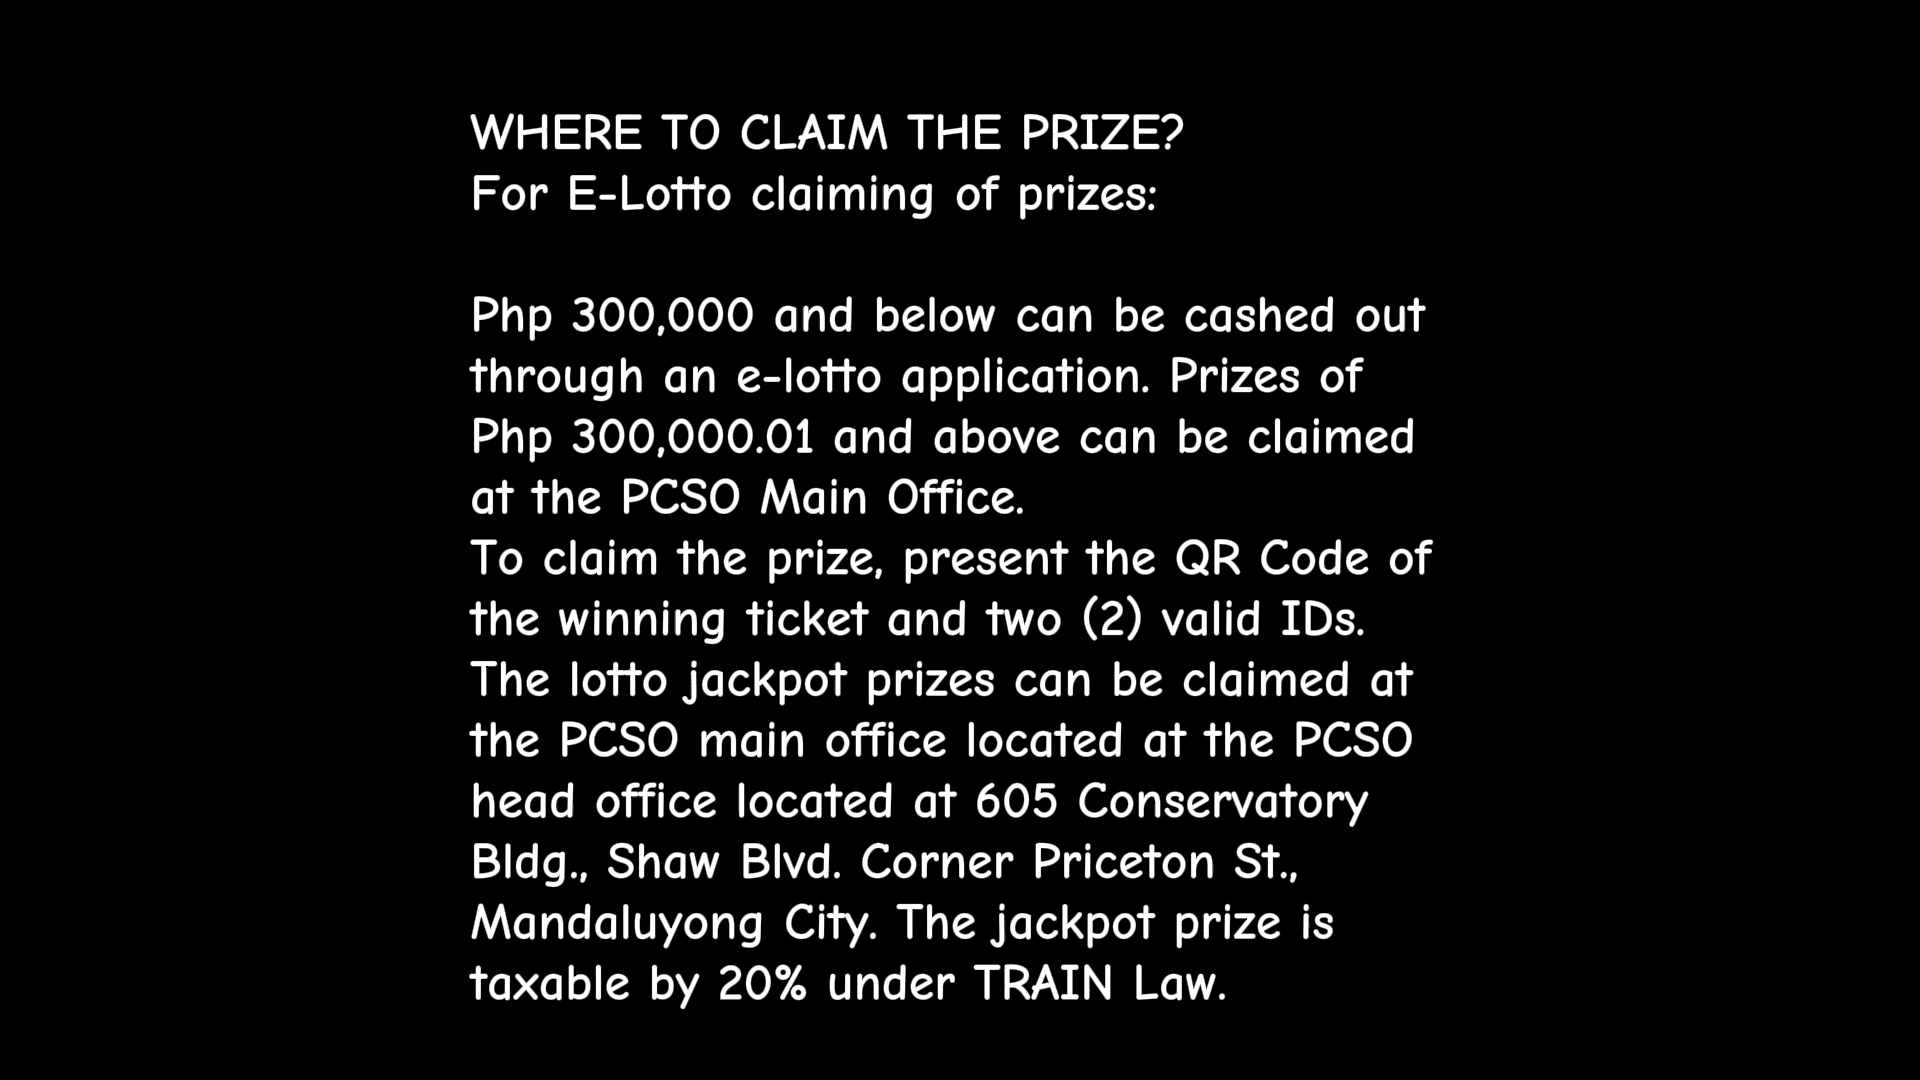 WHERE TO CLAIM THE PRIZE?
For E-Lotto claiming of prizes:
Php 300,000 and below can be cashed out
through an e-lotto application. Prizes of
Php 300,000.01 and above can be claimed
at the PCSO Main Office.
To claim the prize, present the QR Code of
the winning ticket and two (2) valid IDs.
The lotto jackpot prizes can be claimed at
the PCSO main office located at the PCSO
head office located at 605 Conservatory
Bldg., Shaw Blvd. Corner Priceton St.,
Mandaluyong City. The jackpot prize is
taxable by 20% under TRAIN Law.